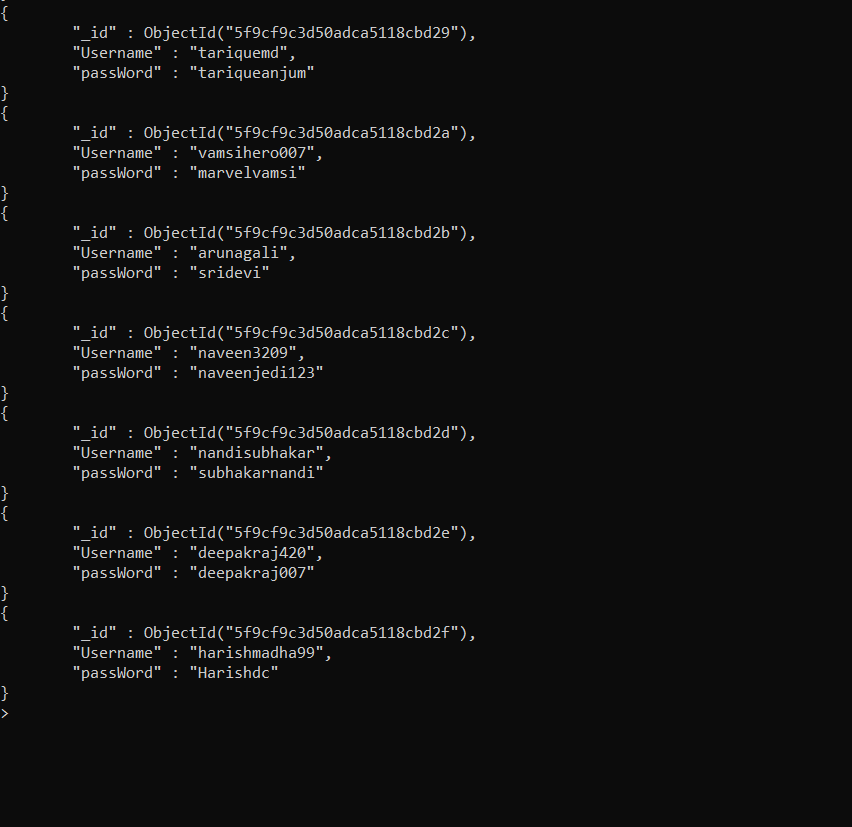 {
"_id" : ObjectId("5f9cf9c3d50adca5118cbd29"),
"Username" : "tariquemd",
"passWord" : "tariqueanjum"
}
{
"_id" : ObjectId("5f9cf9c3d50adca5118cbd2a"),
"Username" : "vamsihero007",
"passWord" : "marvelvamsi"
}
{
"_id" : ObjectId("5f9cf9c3d50adca5118cbd2b"),
"Username" : "arunagali",
"passWord" : "sridevi"
}
{
"_id" : ObjectId("5f9cf9c3d50adca5118cbd2c"),
"Username" : "naveen3209",
"passWord" : "naveenjedi123"
}
{
"_id" : ObjectId("5f9cf9c3d50adca5118cbd2d"),
"Username" : "nandisubhakar",
"passWord" : "subhakarnandi"
}
{
"_id" : ObjectId("5f9cf9c3d50adca5118cbd2e"),
"Username" : "deepakraj420",
"passWord" : "deepakraj007"
}
{
"_id" : ObjectId("5f9cf9c3d50adca5118cbd2f"),
"Username" : "harishmadha99",
"passWord" : "Harishdc"
}
>